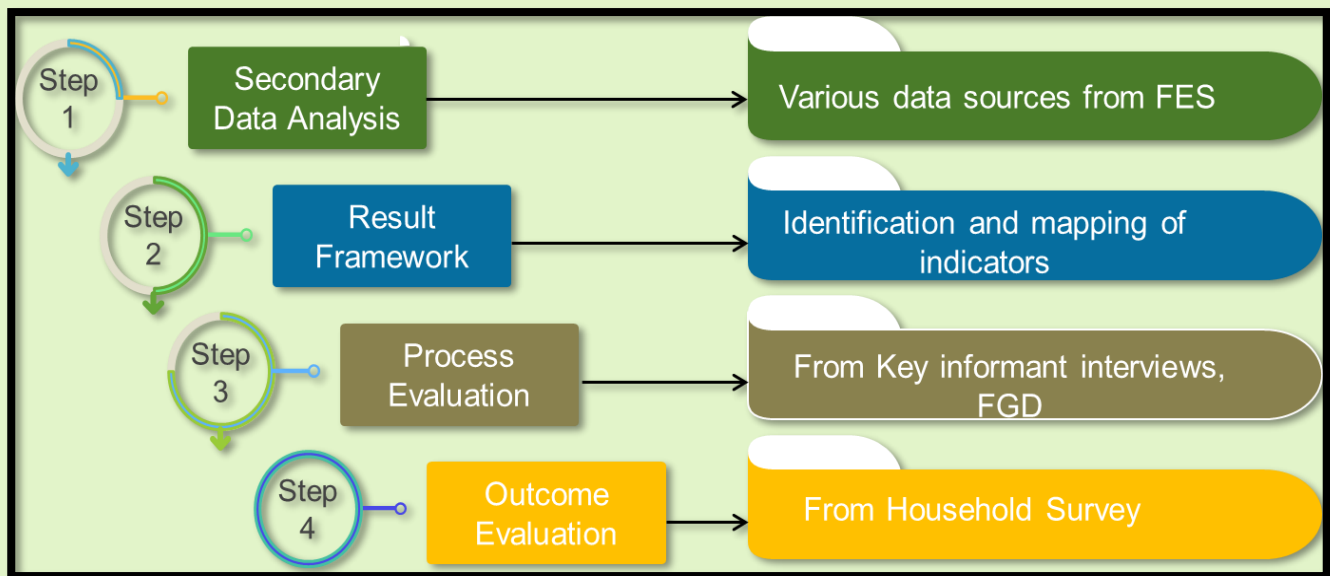 Step
1
Secondary
Data Analysis
Various data sources from FES
Step
2
Result
Framework
Identification and mapping of
indicators
Step
3
Process
Evaluation
From Key informant interviews,
FGD
Step
4
Outcome
Evaluation
From Household Survey